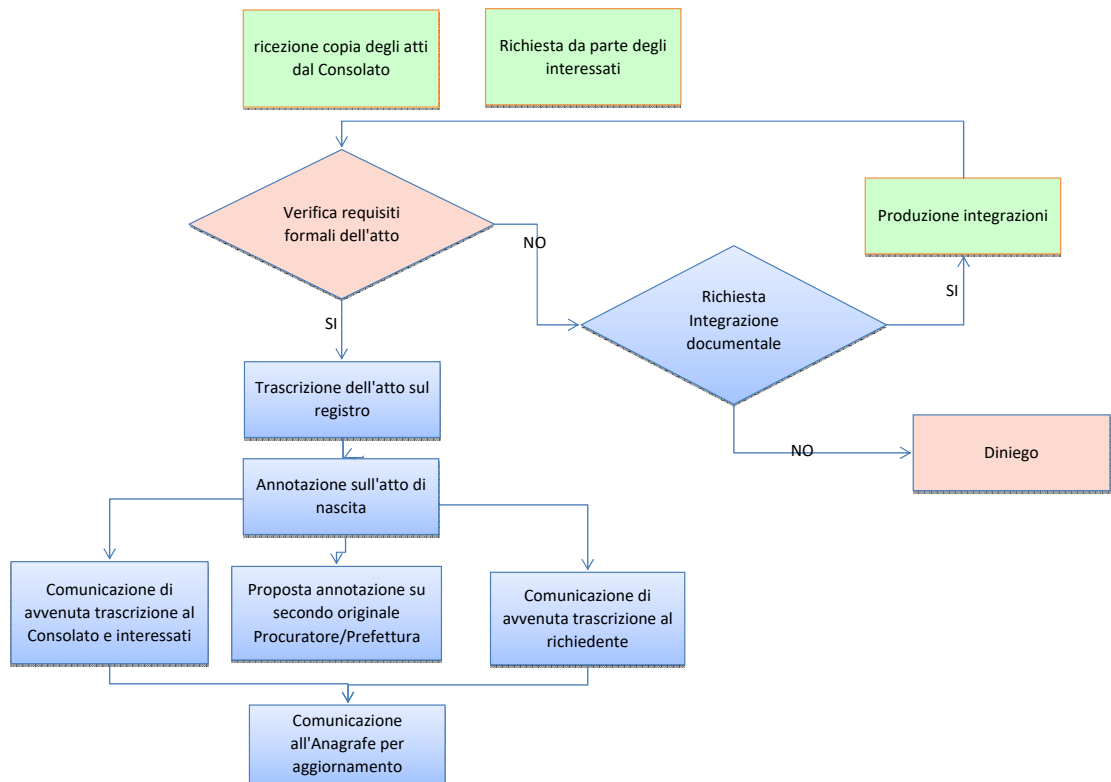 ricezione copia degli atti
dal Consolato
Richiesta da parte degli
interessati
Verifica requisiti
formali dell'atto
NO
Produzione integrazioni
SI
Richiesta
Integrazione
documentale
SI
Trascrizione dell'atto sul
registro
NO
Diniego
Annotazione sull'atto di
nascita
Comunicazione di
avvenuta trascrizione al
Consolato e interessati
Proposta annotazione su
secondo originale
Procuratore/Prefettura
Comunicazione di
avvenuta trascrizione al
richiedente
Comunicazione
all'Anagrafe per
aggiornamento